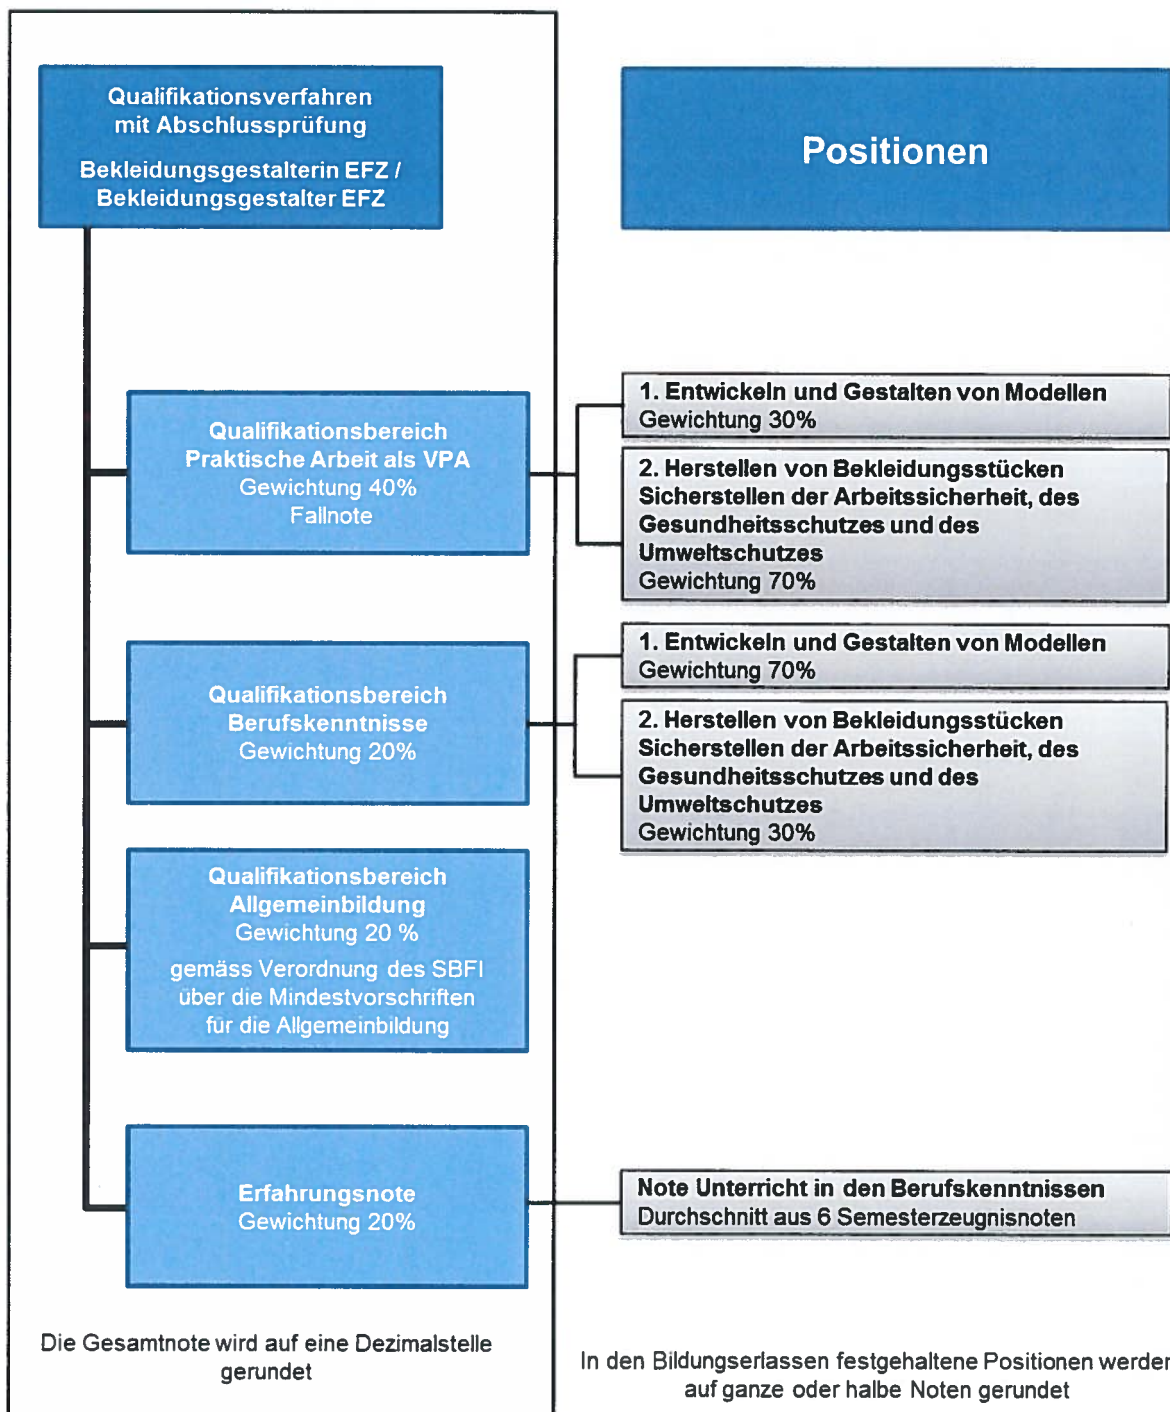 Qualifikationsverfahren
mit Abschlussprüfung
Bekleidungsgestalterin EFZ /
Bekleidungsgestalter EFZ
Positionen
Qualifikationsbereich
Praktische Arbeit als VPA
Gewichtung 40%
Fallnote
1. Entwickeln und Gestalten von Modellen
Gewichtung 30%
2. Herstellen von Bekleidungsstücken
Sicherstellen der Arbeitssicherheit, des
Gesundheitsschutzes und des
Umweltschutzes
Gewichtung 70%
Qualifikationsbereich
Berufskenntnisse
Gewichtung 20%
1. Entwickeln und Gestalten von Modellen
Gewichtung 70%
2. Herstellen von Bekleidungsstücken
Sicherstellen der Arbeitssicherheit, des
Gesundheitsschutzes und des
Umweltschutzes
Gewichtung 30%
Qualifikationsbereich
Allgemeinbildung
Gewichtung 20 %
gemäss Verordnung des SBFI
über die Mindestvorschriften
für die Allgemeinbildung
Erfahrungsnote
Gewichtung 20%
Note Unterricht in den Berufskenntnissen
Durchschnitt aus 6 Semesterzeugnisnoten
Die Gesamtnote wird auf eine Dezimalstelle
gerundet
In den Bildungserlassen festgehaltene Positionen werden
auf ganze oder halbe Noten gerundet